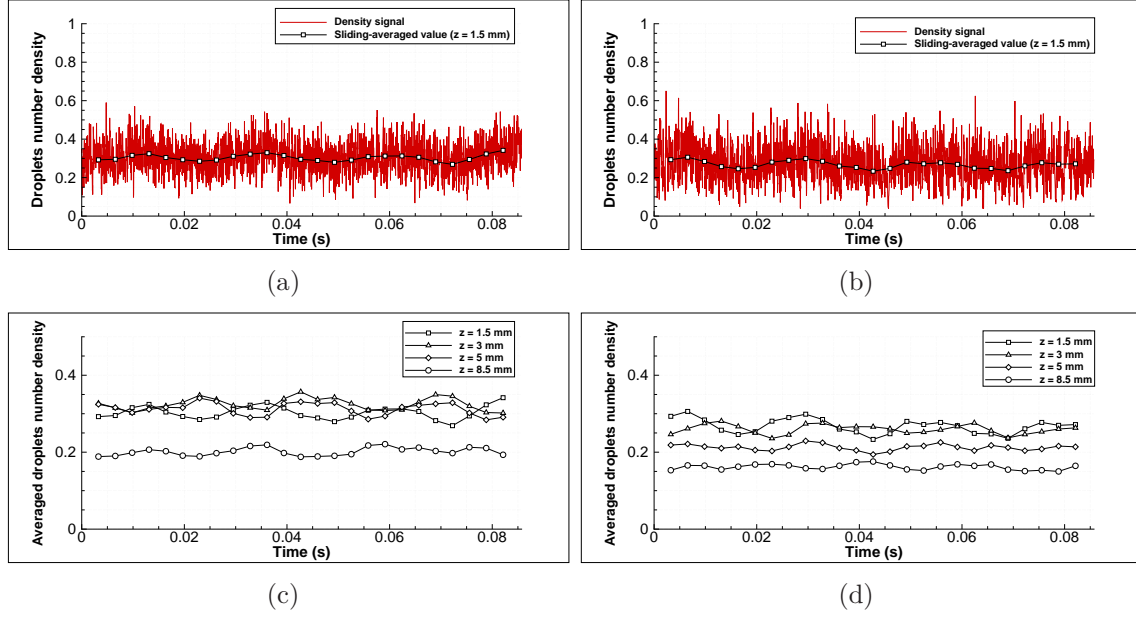 Density signal
Sliding-averaged value (z = 1.5 mm)
Droplets number density
1
0.8
0.6
0.4
0.2
0
0 0.02 0.04 0.06 0.08
Time (s)
(a)
Density signal
Sliding-averaged value (z = 1.5 mm)
Droplets number density
1
0.8
0.6
0.4
0.2
0
0 0.02 0.04 0.06 0.08
Time (s)
(b)
z = 1.5 mm
z = 3 mm
z = 5 mm
z = 8.5 mm
Averaged droplets number density
0.4
0.2
0
0 0.02 0.04 0.06 0.08
Time (s)
(c)
z = 1.5 mm
z = 3 mm
z = 5 mm
z = 8.5 mm
Averaged droplets number density
0.4
0.2
0
0 0.02 0.04 0.06 0.08
Time (s)
(d)